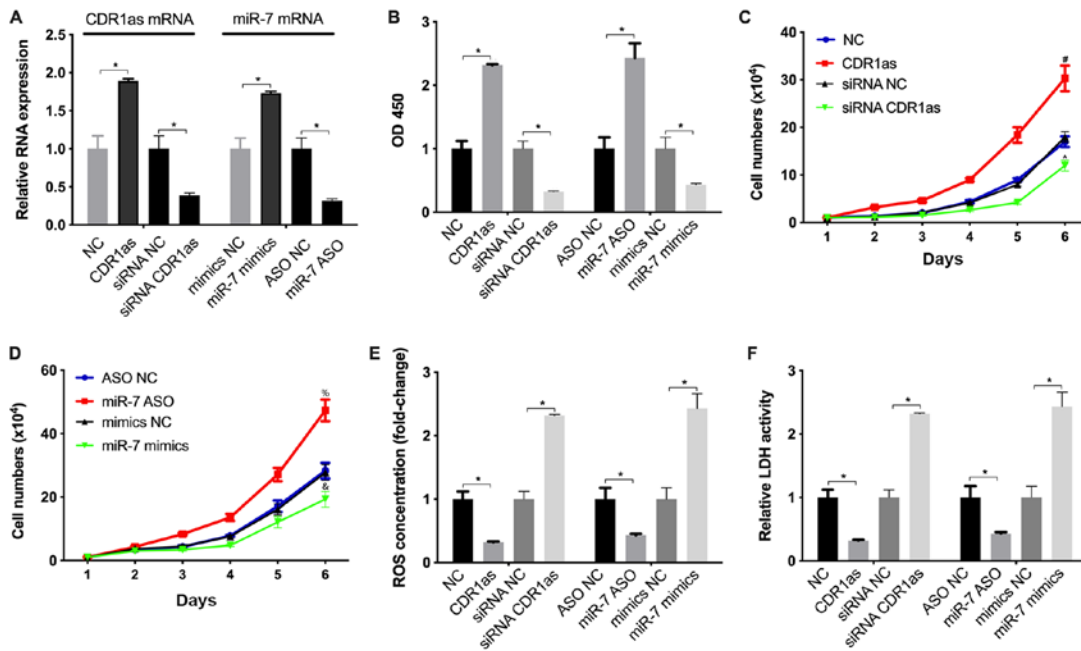 A
CDR1as mRNA
miR-7 mRNA
Relative RNA expression
2.5
2.0
1.5
1.0
0.5
0.0
*
*
*
*
NC
CDR1as
siRNA NC
siRNA CDR1as
mimics NC
miR-7 mimics
ASO NC
miR-7 ASO
B
OD 450
3
2
1
0
*
*
*
*
NC
CDR1as
siRNA NC
siRNA CDR1as
ASO NC
miR-7 ASO
mimics NC
miR-7 mimics
C
Cell numbers (x10⁴)
40
30
20
10
0
NC
CDR1as
siRNA NC
siRNA CDR1as
#
^
1 2 3 4 5 6
Days
D
Cell numbers (x10⁴)
60
40
20
0
ASO NC
miR-7 ASO
mimics NC
miR-7 mimics
%
&
1 2 3 4 5 6
Days
E
ROS concentration (fold-change)
3
2
1
0
*
*
*
*
NC
CDR1as
siRNA NC
siRNA CDR1as
ASO NC
miR-7 ASO
mimics NC
miR-7 mimics
F
Relative LDH activity
3
2
1
0
*
*
*
*
NC
CDR1as
siRNA NC
siRNA CDR1as
ASO NC
miR-7 ASO
mimics NC
miR-7 mimics